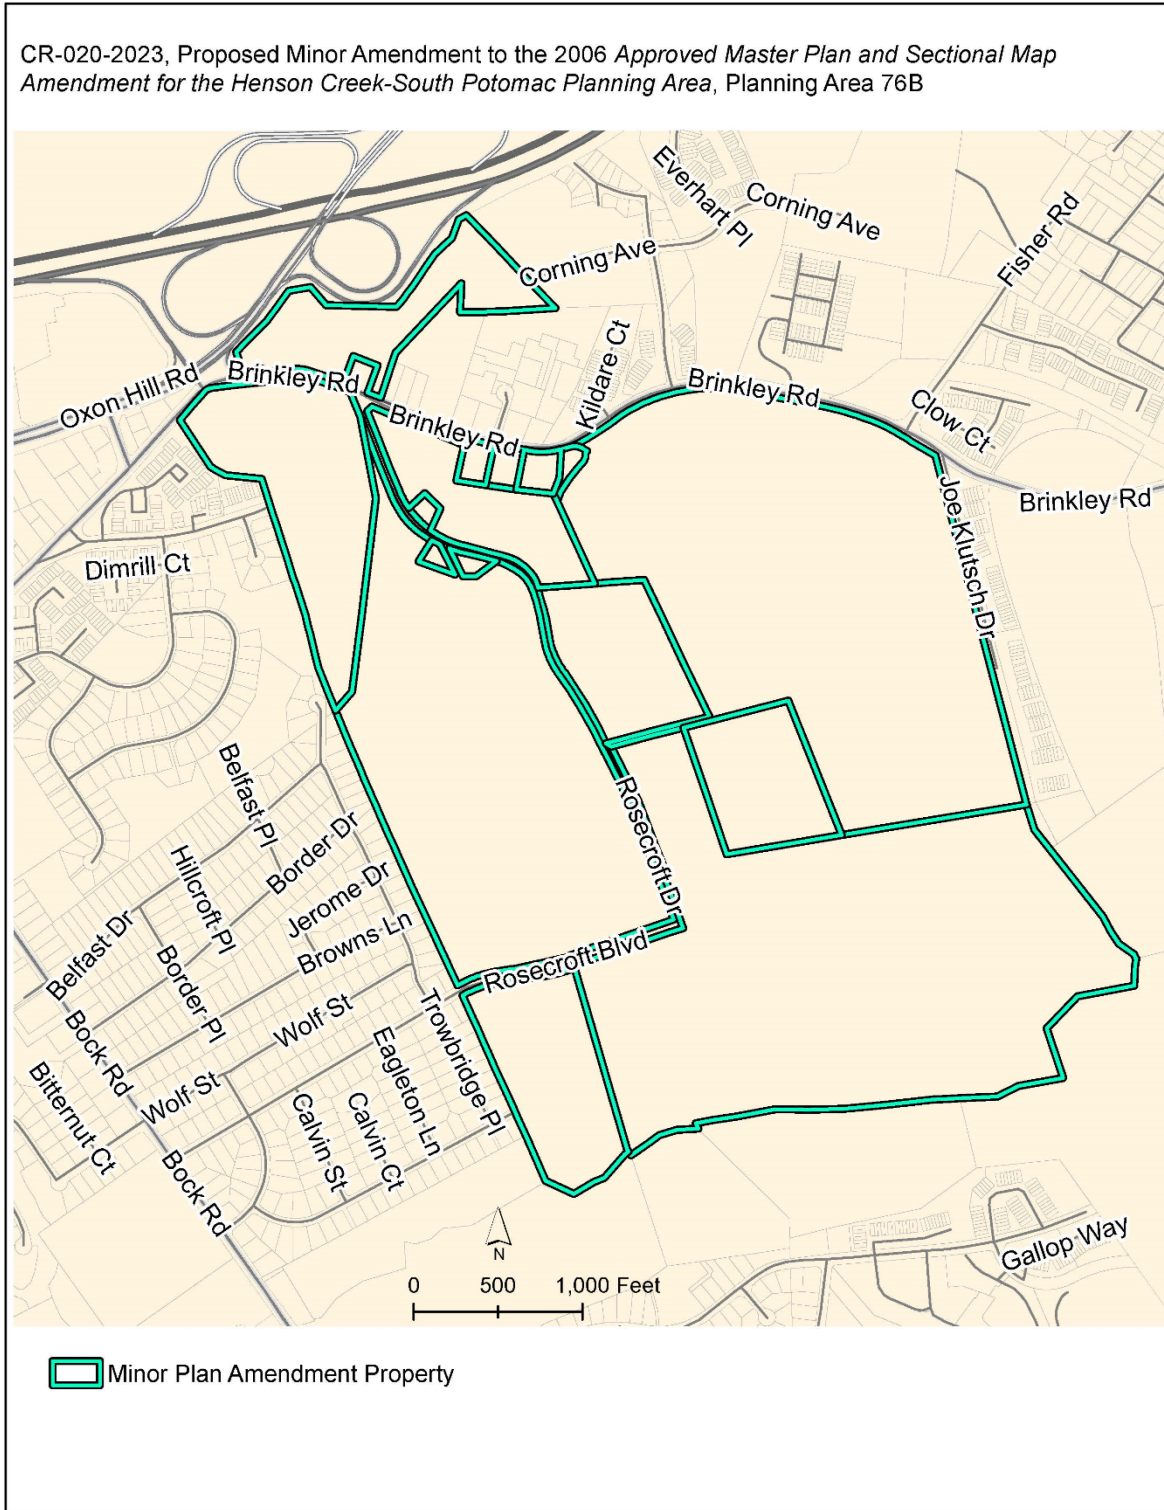 CR-020-2023, Proposed Minor Amendment to the 2006 Approved Master Plan and Sectional Map
Amendment for the Henson Creek-South Potomac Planning Area, Planning Area 76B
Everhart Pl
Corning Ave
Fisher Rd
Corning Ave
Kildare Ct
Brinkley Rd
Oxon Hill Rd
Brinkley Rd
Brinkley Rd
Clow Ct
Brinkley Rd
Joe Klutsch Dr
Dimrill Ct
Belfast Pl
Border Dr
Rosecroft Dr
Hillcroft Pl
Jerome Dr
Browns Ln
Belfast Dr
Border Pl
Rosecroft Blvd
Wolf St
Trowbridge Pl
Bock Rd
Eagleton Ln
Bitternut Ct
Wolf St
Calvin St
Calvin Ct
Bock Rd
Gallop Way
N
0 500 1,000 Feet
Minor Plan Amendment Property